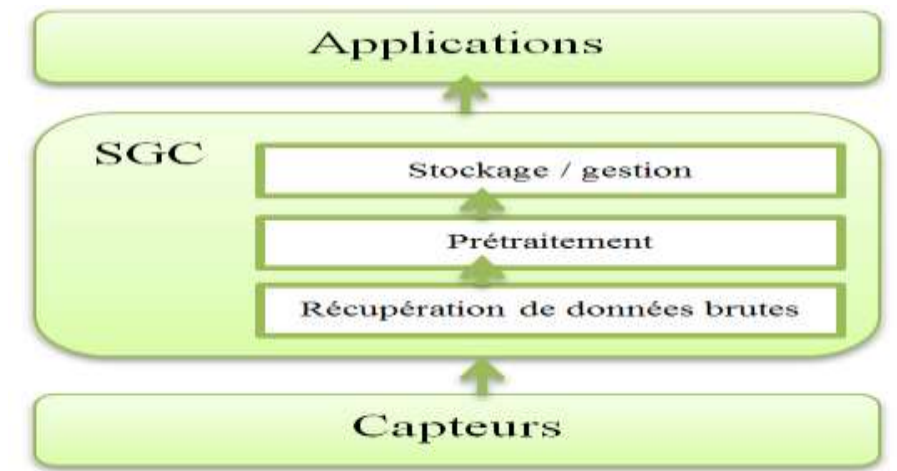 Applications
SGC
Stockage / gestion
Prétraitement
Récupération de données brutes
Capteurs